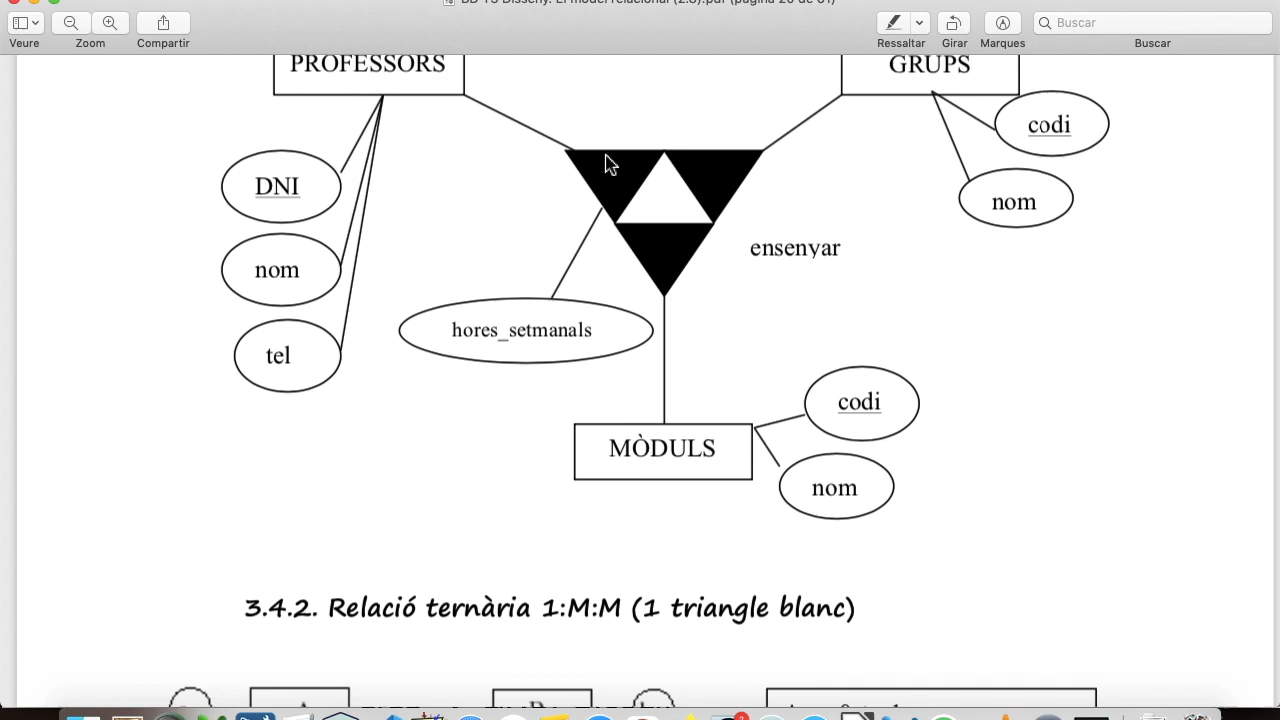 Veure
Zoom
Compartir
Ressaltar
Girar
Marques
Buscar
Buscar
PROFESSORS
GRUPS
codi
DNI
nom
nom
ensenyar
hores_setmanals
tel
codi
MÒDULS
nom
3.4.2. Relació ternària 1:M:M (1 triangle blanc)